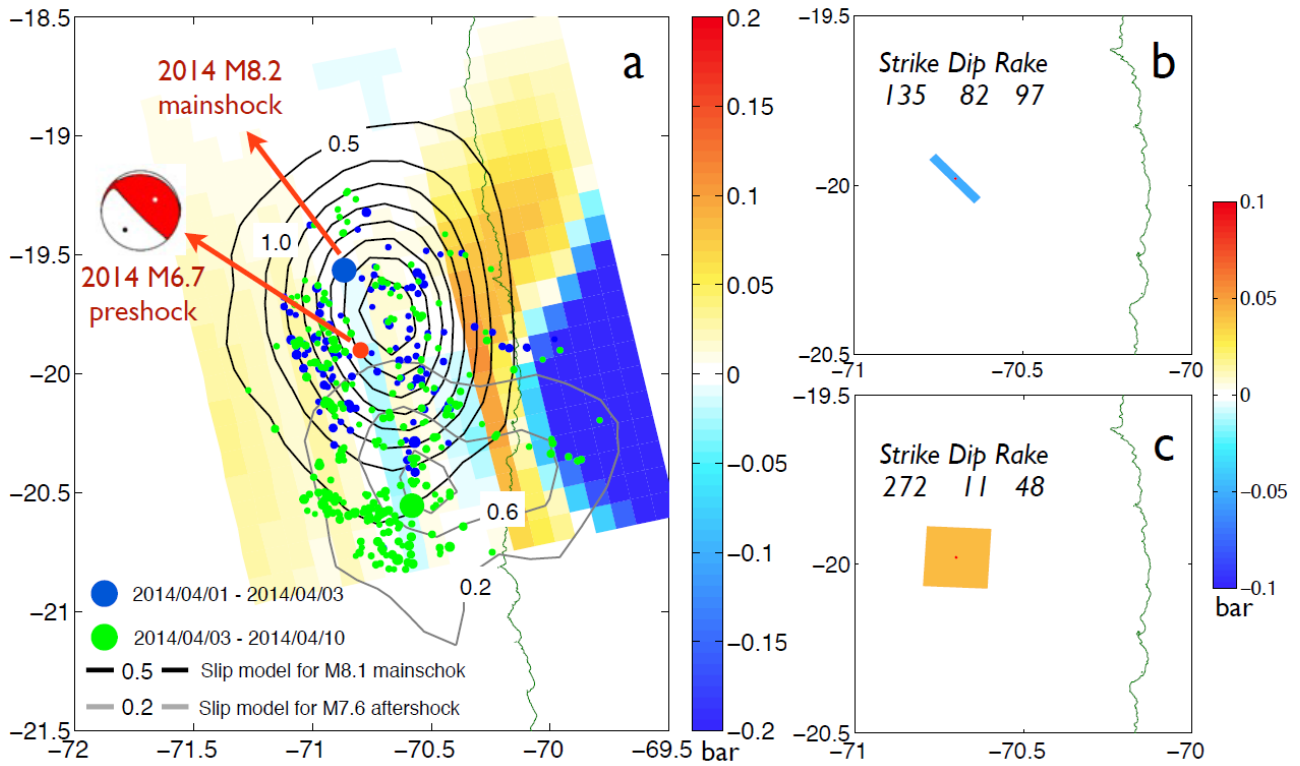 a
2014 M8.2
mainshock
2014 M6.7
preshock
0.5
1.0
0.6
0.2
2014/04/01 - 2014/04/03
2014/04/03 - 2014/04/10
0.5 Slip model for M8.1 mainschok
0.2 Slip model for M7.6 aftershock
−18.5
−19
−19.5
−20
−20.5
−21
−21.5
−72
−71.5
−71
−70.5
−70
−69.5
0.2
0.15
0.1
0.05
0
−0.05
−0.1
−0.15
−0.2
bar
b
Strike Dip Rake
135 82 97
−19.5
−20
−20.5
−71
−70.5
−70
c
Strike Dip Rake
272 11 48
−19.5
−20
−20.5
−71
−70.5
−70
0.1
0.05
0
−0.05
−0.1
bar